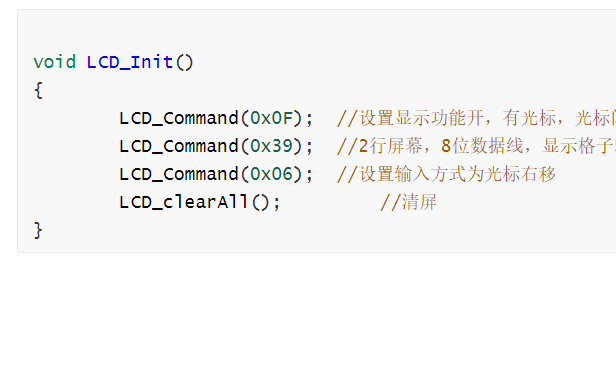 void LCD_Init()
{
LCD_Command(0x0F); //设置显示功能开，有光标，光标
LCD_Command(0x39); //2行屏幕，8位数据线，显示格子
LCD_Command(0x06); //设置输入方式为光标右移
LCD_clearAll(); //清屏
}